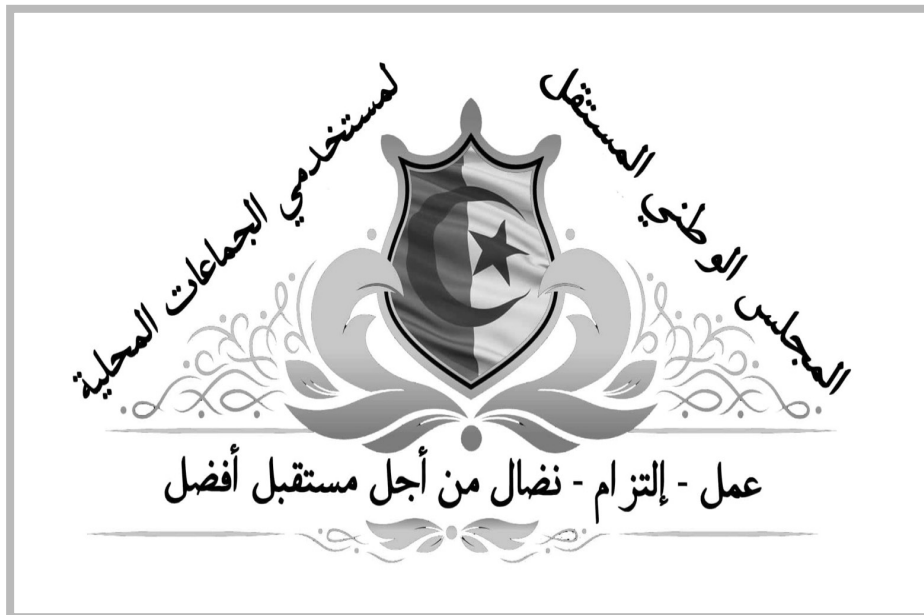 المجلس الوطني المستقل
لمستخدمي الجماعات المحلية
عمل - إلتزام - نضال من أجل مستقبل أفضل